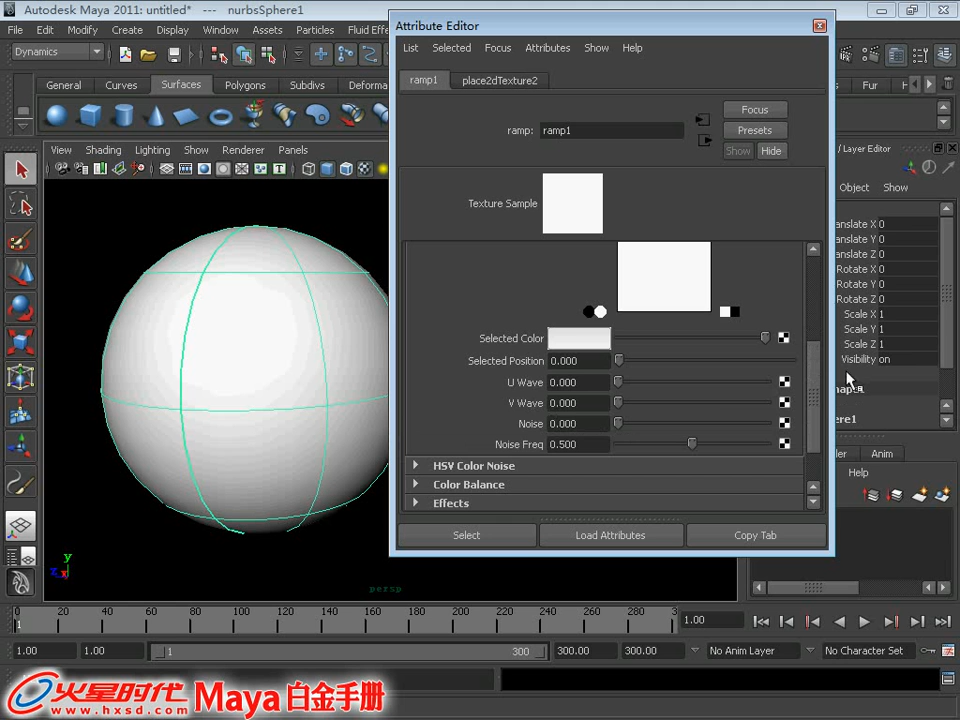 Autodesk Maya 2011: untitled* --- nurbsSphere1
File Edit Modify Create Display Window Assets Particles Fluid Effe
Dynamics
General Curves Surfaces Polygons Subdivs Deforma
Fur
View Shading Lighting Show Renderer Panels
Attribute Editor
List Selected Focus Attributes Show Help
ramp1 place2dTexture2
ramp: ramp1
Focus
Presets
Show Hide
Texture Sample
Selected Color
Selected Position 0.000
U Wave 0.000
V Wave 0.000
Noise 0.000
Noise Freq 0.500
HSV Color Noise
Color Balance
Effects
Select Load Attributes Copy Tab
/ Layer Editor
Object Show
anslate X 0
anslate Y 0
anslate Z 0
Rotate X 0
Rotate Y 0
Rotate Z 0
Scale X 1
Scale Y 1
Scale Z 1
Visibility on
ere1
Anim
Help
y
z x
persp
0 20 40 60 80 100 120 140 160 180 200 220 240 260 280 3
1
1.00
1.00 1.00 1 300 300.00 300.00 No Anim Layer No Character Set
火星时代 Maya 白金手册
www.hxsd.com